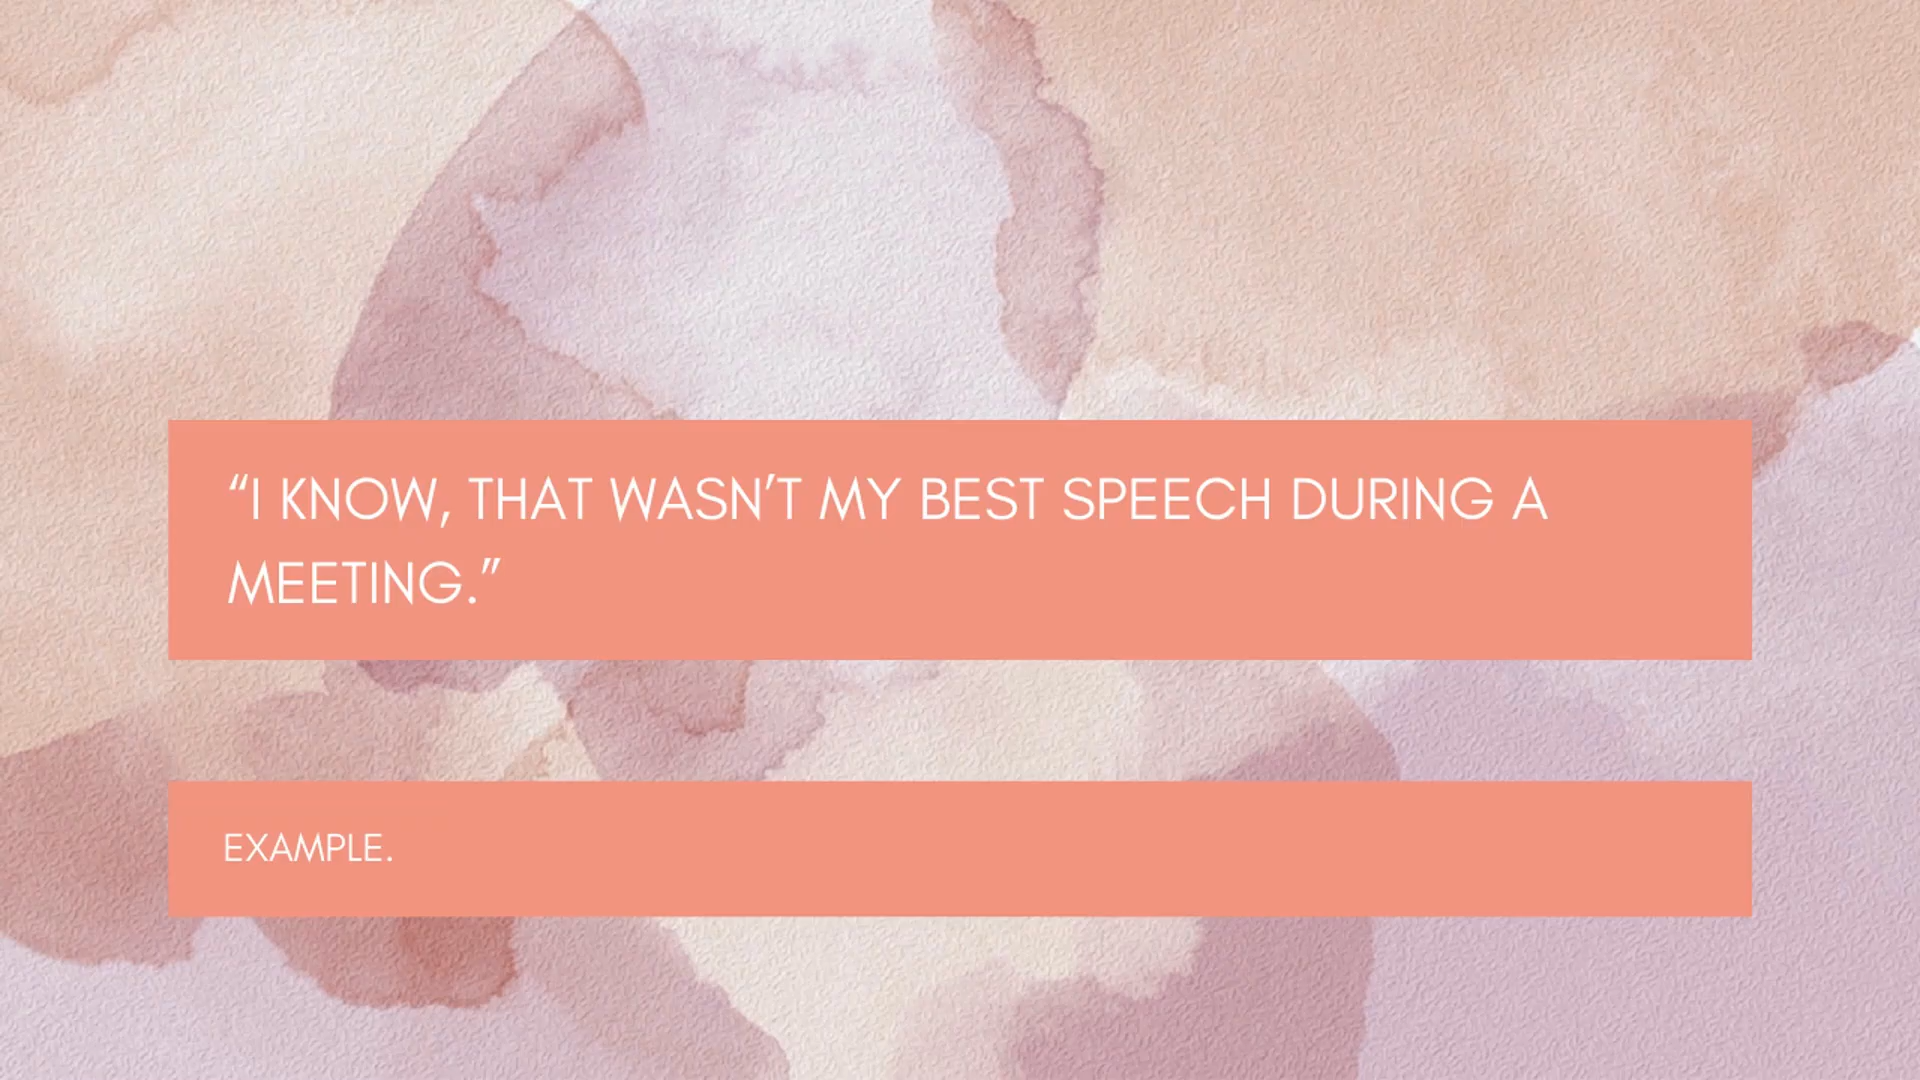 “I KNOW, THAT WASN’T MY BEST SPEECH DURING A
MEETING.”
EXAMPLE.